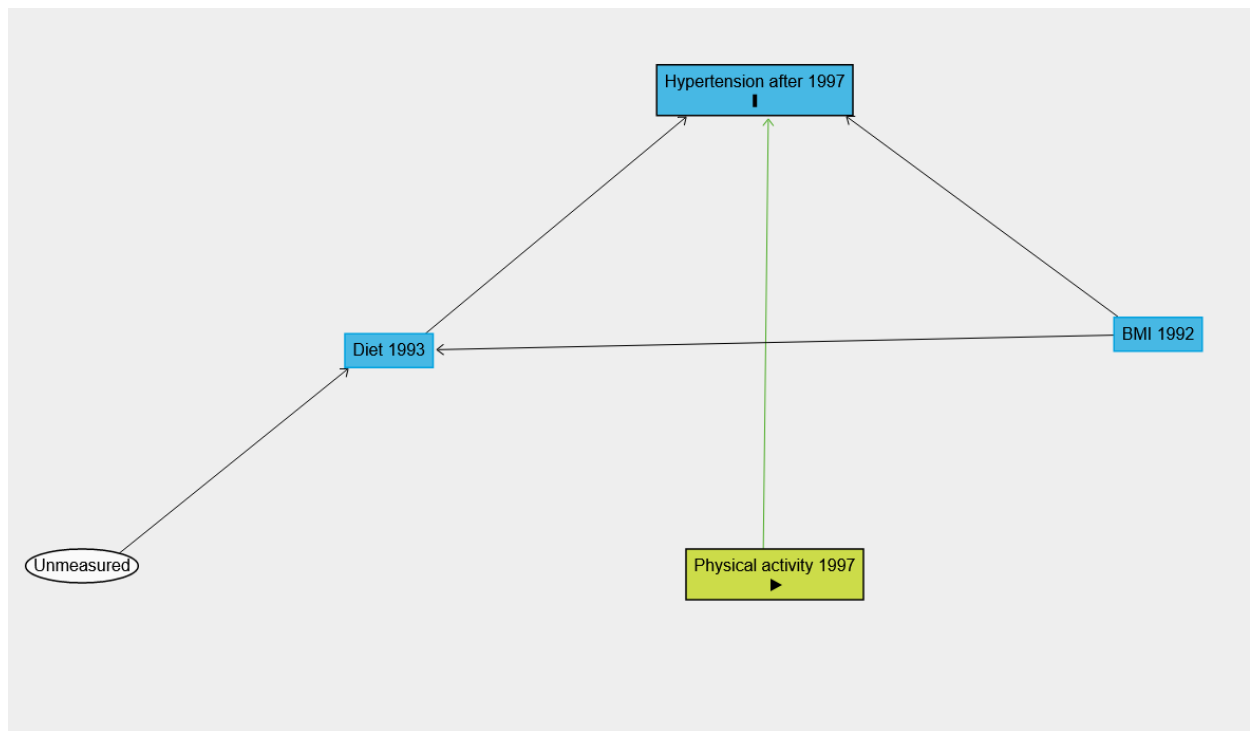 Hypertension after 1997
Diet 1993
BMI 1992
Unmeasured
Physical activity 1997